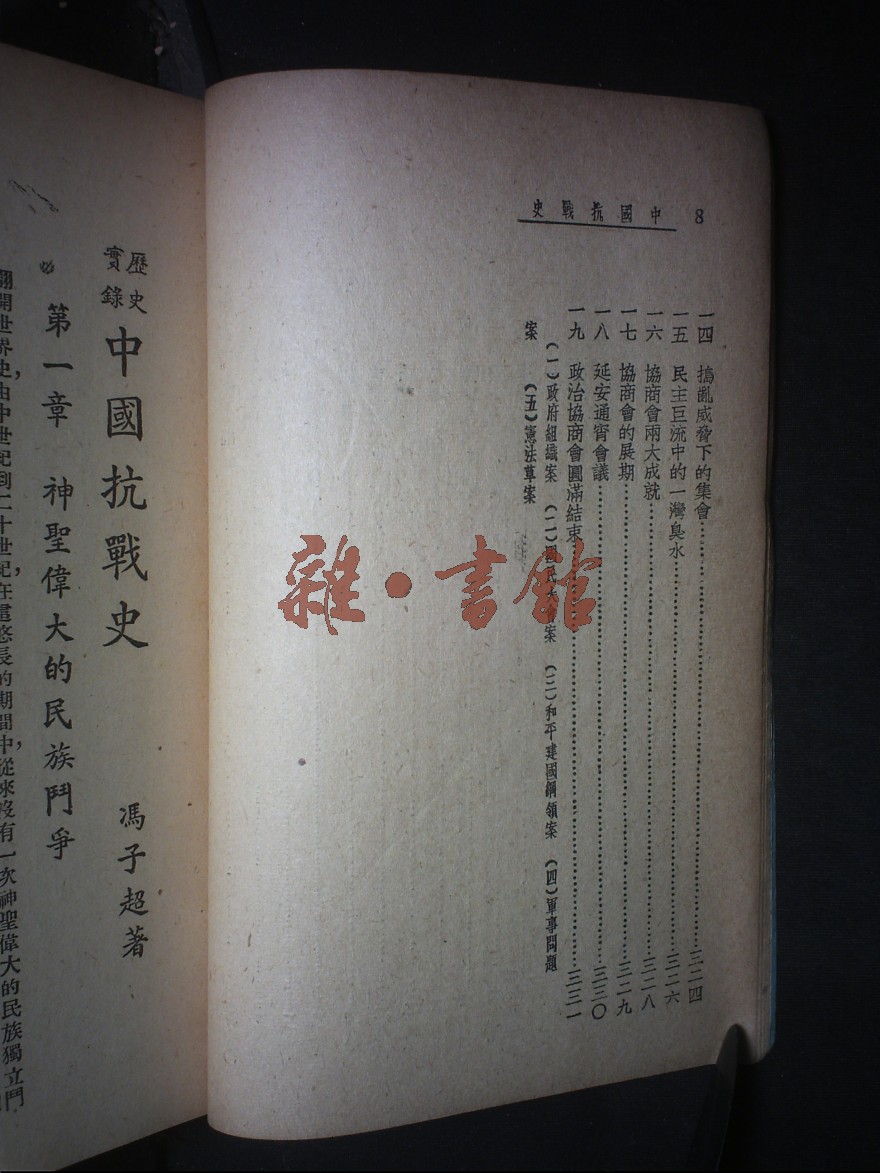 8 中國抗戰史
一四 搗亂威脅下的集會……三二四
一五 民主巨流中的一灣臭水……三二六
一六 協商會兩大成就……三二八
一七 協商會的展期……三二九
一八 延安通宵會議……三三〇
一九 政治協商會圓滿結束……三三一
(一)政府組織案 (二)國民大會案 (三)和平建國綱領案 (四)軍事問題
案 (五)憲法草案
雜·書館
歷史
實錄
中國抗戰史
馮子超著
第一章 神聖偉大的民族鬥爭
翻開世界史,由中世紀到二十世紀,在這悠長的期間中,從來沒有一次神聖偉大的民族獨立鬥